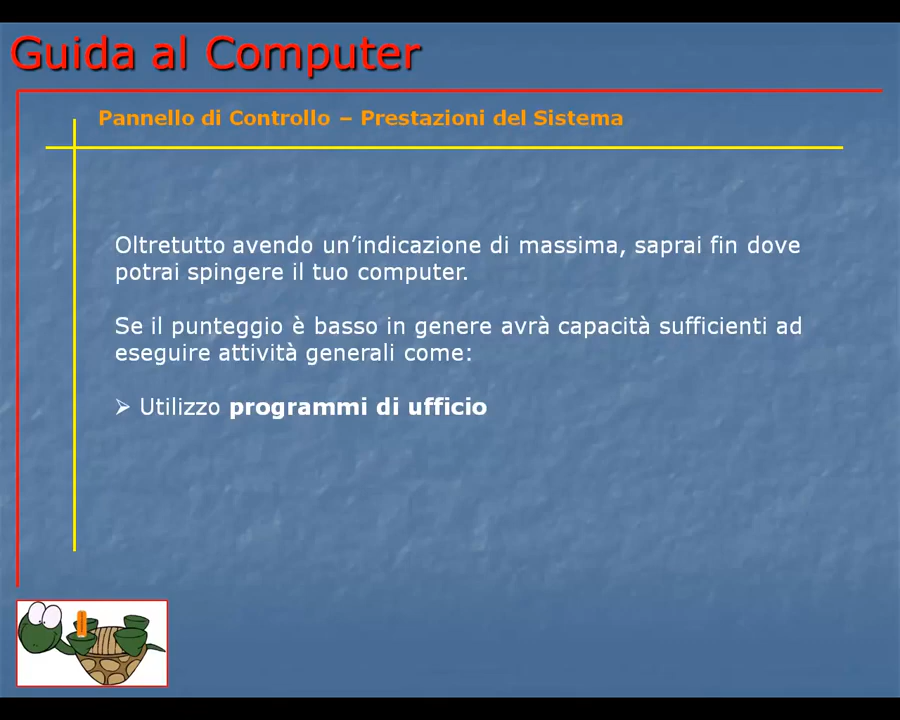 Guida al Computer
Pannello di Controllo – Prestazioni del Sistema
Oltretutto avendo un’indicazione di massima, saprai fin dove
potrai spingere il tuo computer.
Se il punteggio è basso in genere avrà capacità sufficienti ad
eseguire attività generali come:
➢ Utilizzo programmi di ufficio